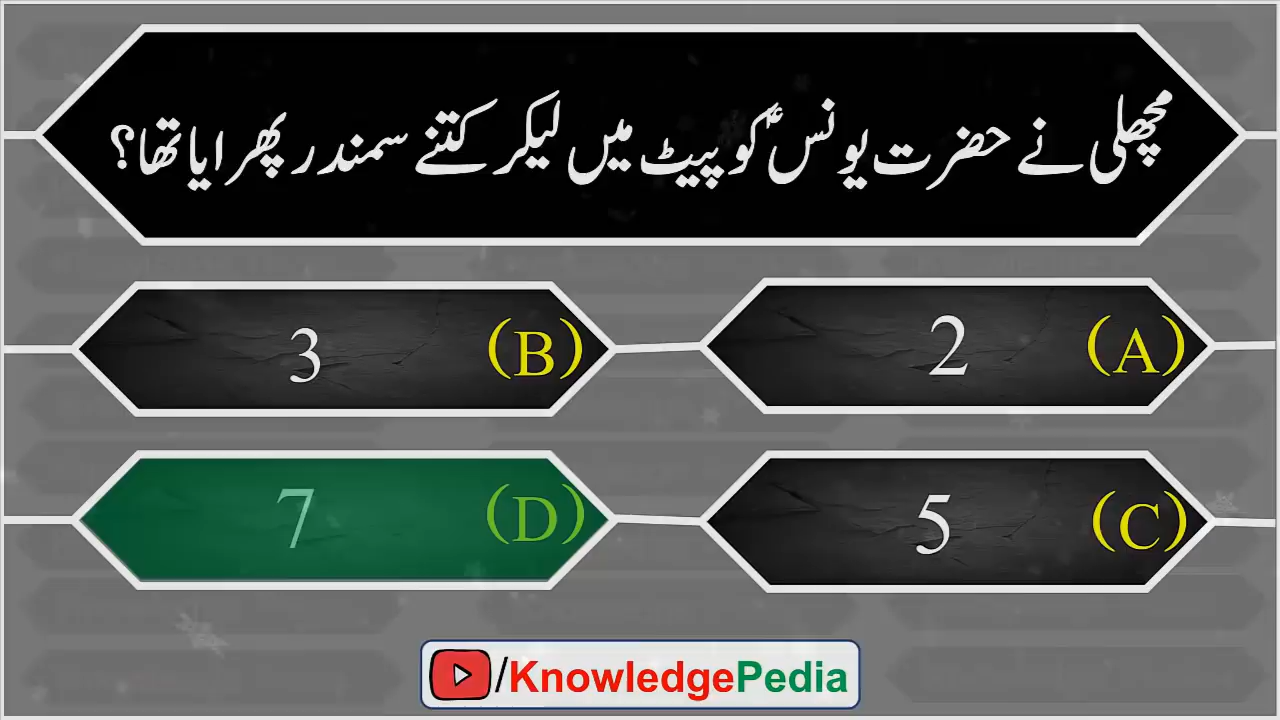 مچھلی نے حضرت یونسؑ کو پیٹ میں لیکر کتنے سمندر پھرایا تھا؟
(A) 2
(B) 3
(C) 5
(D) 7
/KnowledgePedia